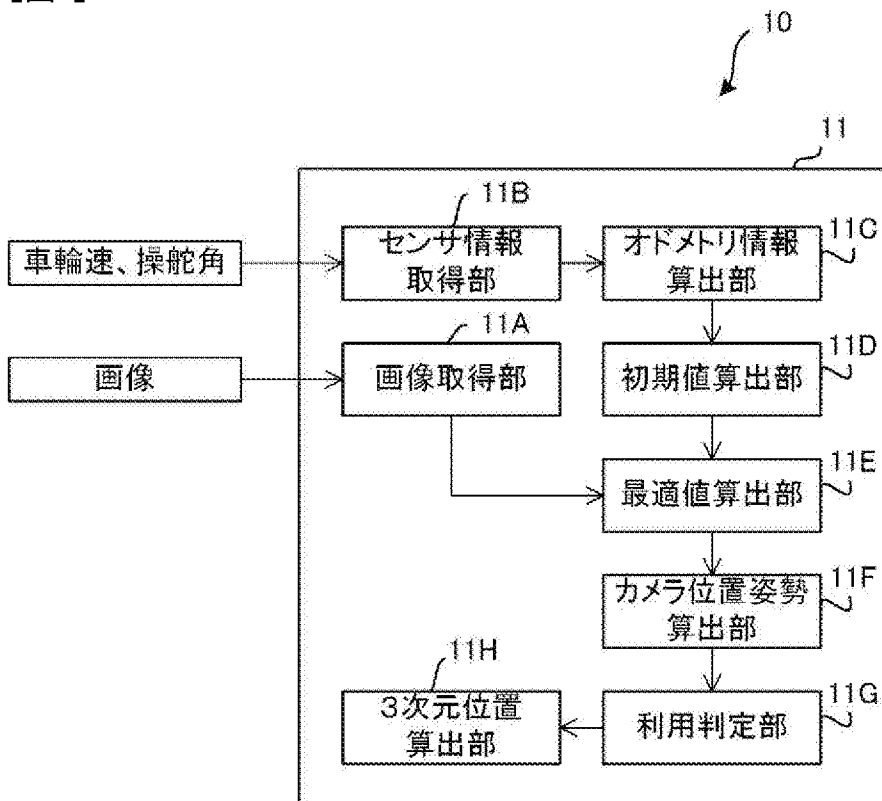 10
11
11B
センサ情報
取得部
オドメトリ情報
算出部
11C
車輪速、操舵角
11A
画像
画像取得部
初期値算出部
11D
最適値算出部
11E
カメラ位置姿勢
算出部
11F
11H
3次元位置
算出部
利用判定部
11G